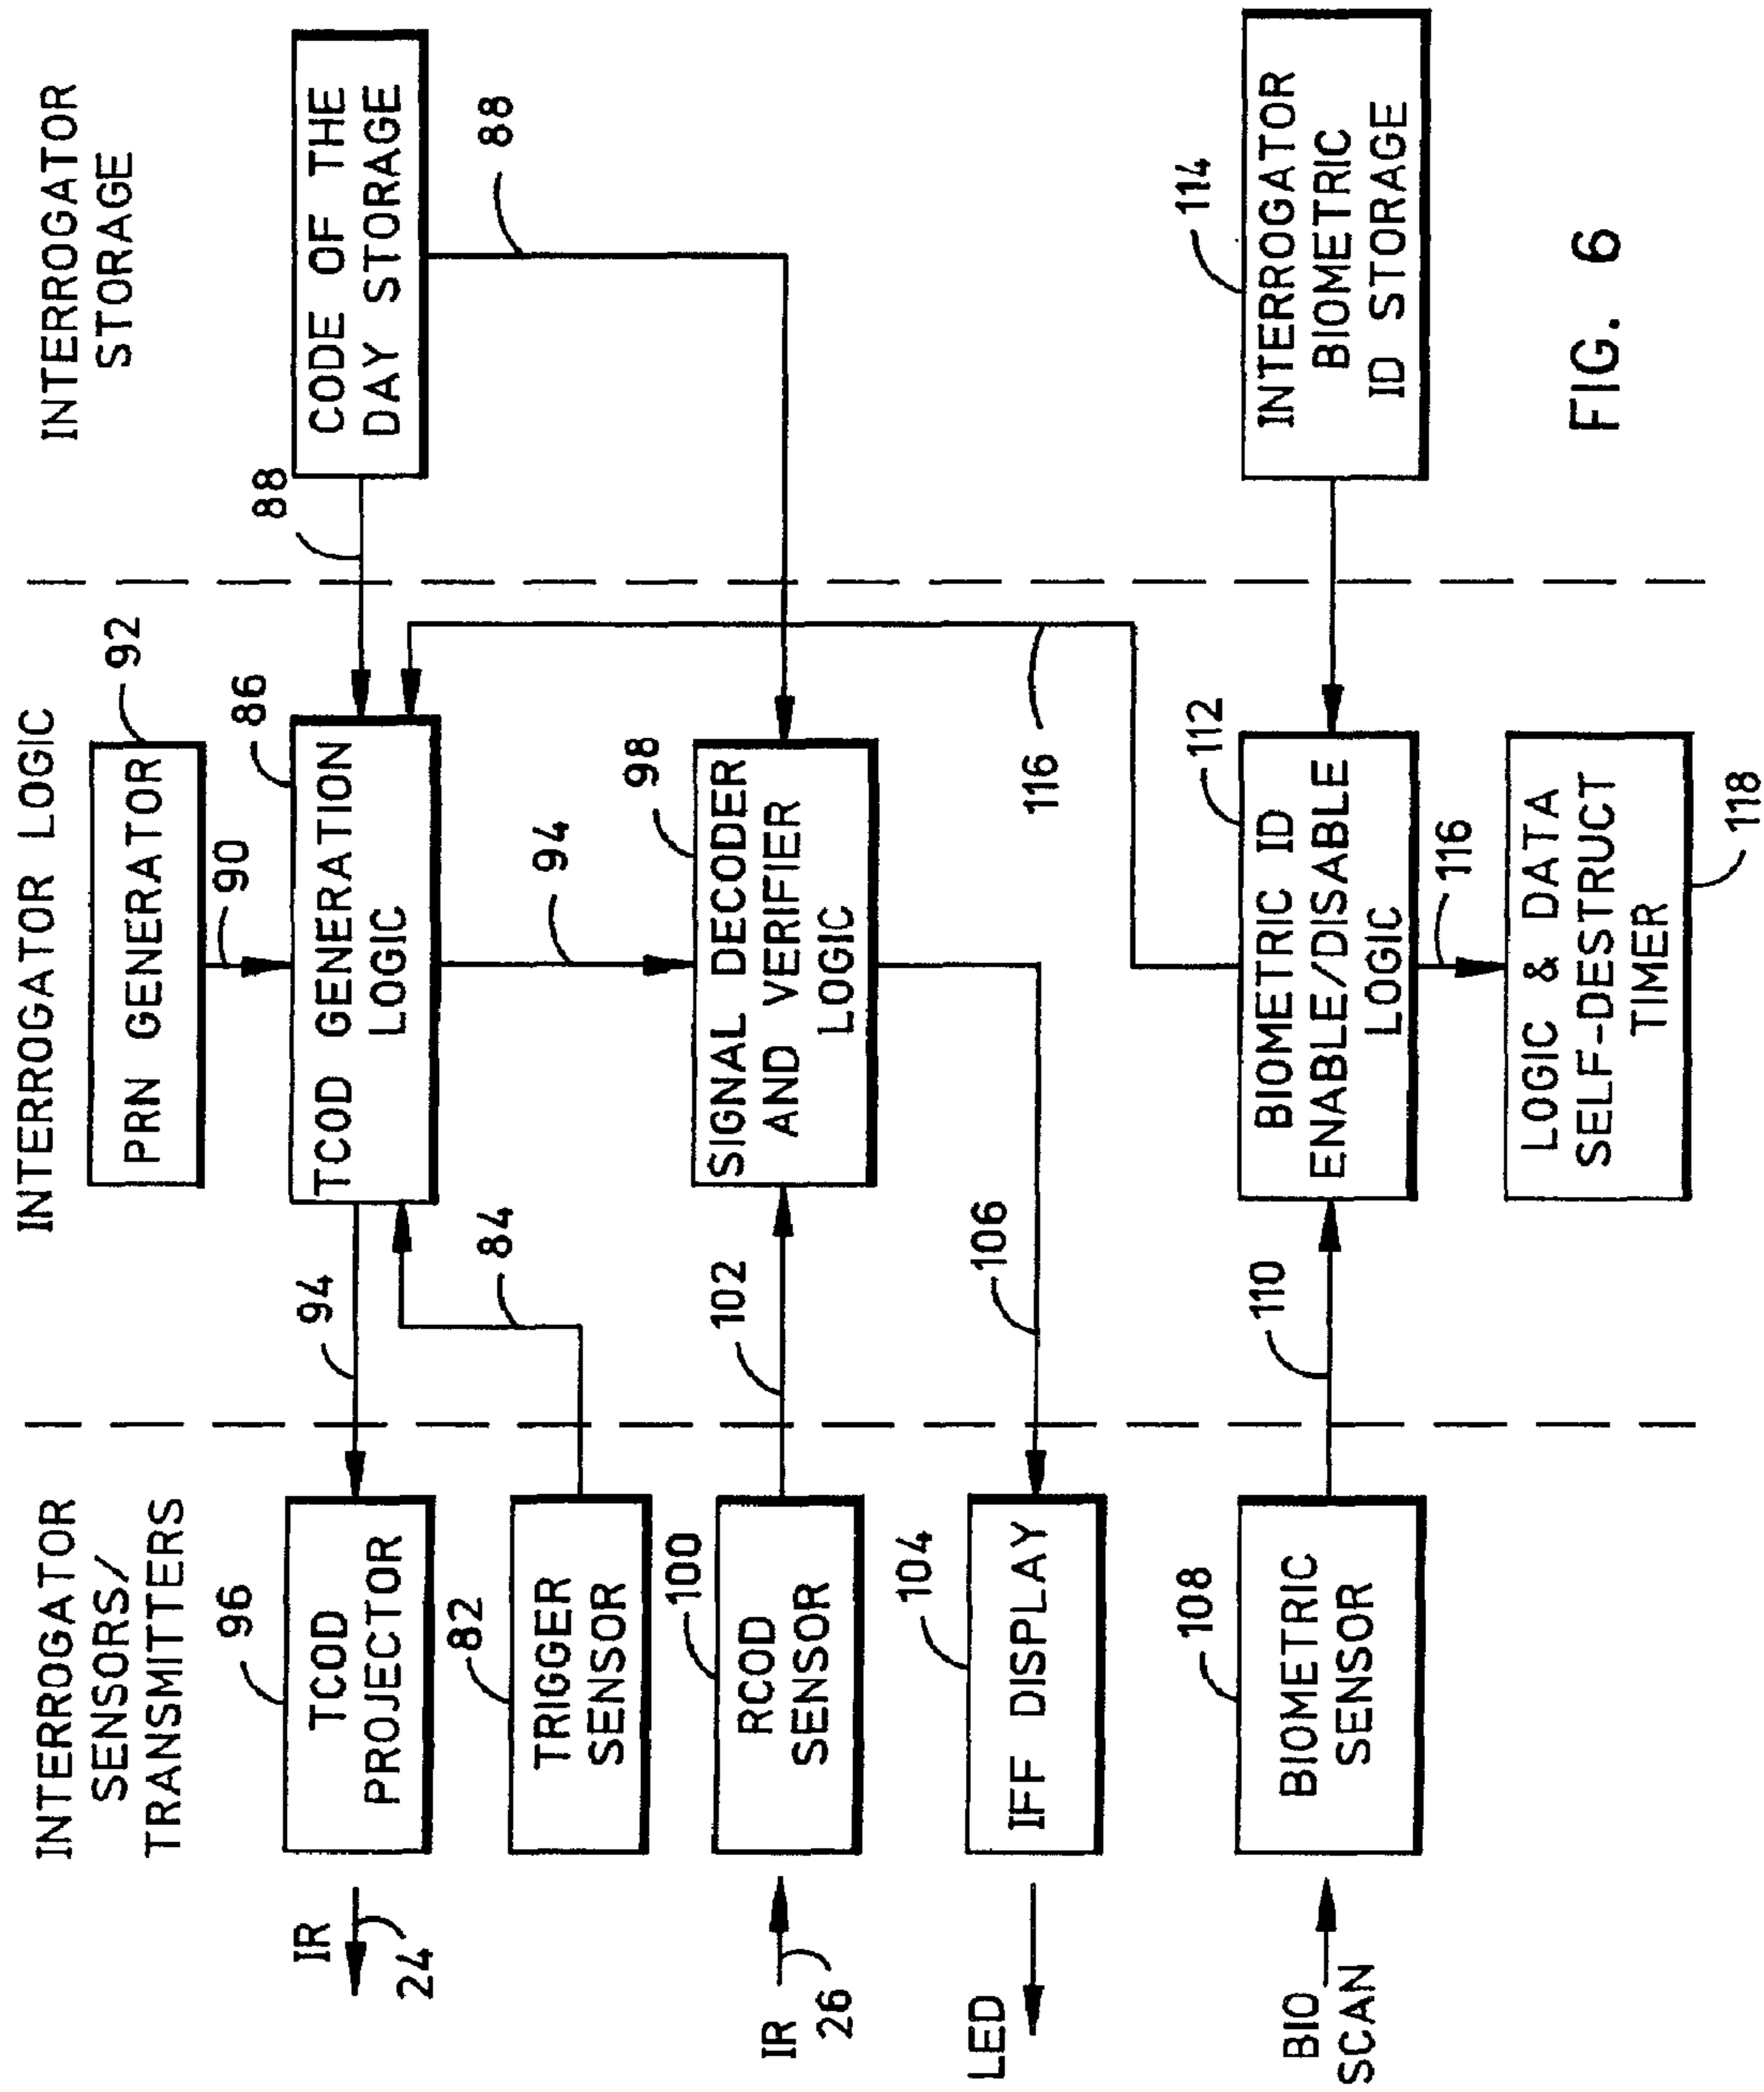 INTERROGATOR
SENSORS/
TRANSMITTERS
INTERROGATOR LOGIC
INTERROGATOR
STORAGE
PRN GENERATOR
92
90
IR
24
96
TCOD
PROJECTOR
94
TCOD GENERATION
LOGIC
86
88
CODE OF THE
DAY STORAGE
88
82
TRIGGER
SENSOR
84
94
IR
26
100
RCOD
SENSOR
102
SIGNAL DECODER
AND VERIFIER
LOGIC
98
LED
104
IFF DISPLAY
106
116
BIO
SCAN
108
BIOMETRIC
SENSOR
110
BIOMETRIC ID
ENABLE/DISABLE
LOGIC
112
114
INTERROGATOR
BIOMETRIC
ID STORAGE
116
LOGIC & DATA
SELF-DESTRUCT
TIMER
118
FIG. 6